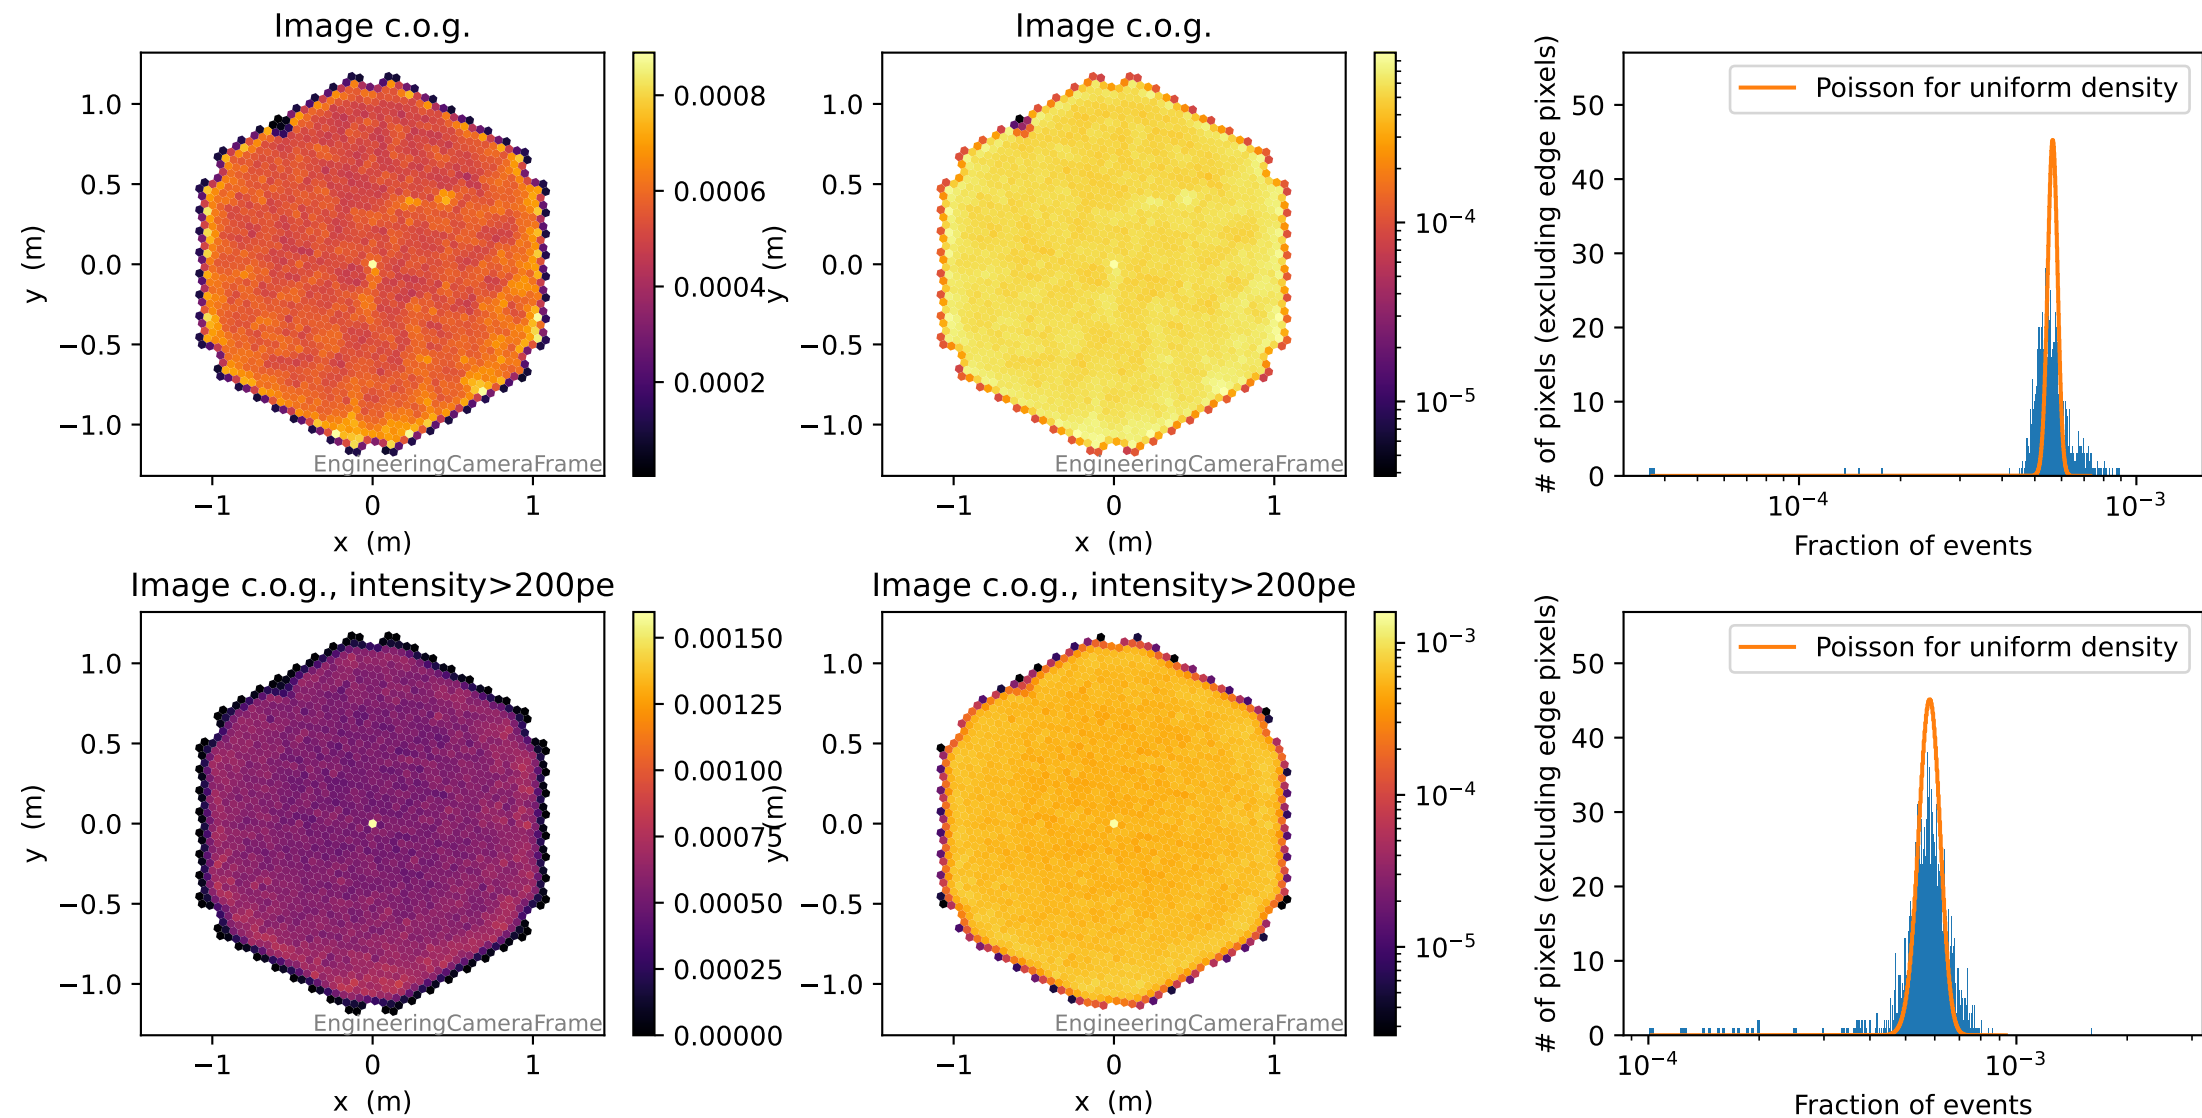 Image c.o.g.
Image c.o.g.
1.0
0.5
0.0
−0.5
−1.0
y (m)
−1
0
1
x (m)
EngineeringCameraFrame
0.0008
0.0006
0.0004
0.0002
1.0
0.5
0.0
−0.5
−1.0
y (m)
−1
0
1
x (m)
EngineeringCameraFrame
10⁻⁴
10⁻⁵
# of pixels (excluding edge pixels)
50
40
30
20
10
0
Poisson for uniform density
10⁻⁴
10⁻³
Fraction of events
Image c.o.g., intensity>200pe
Image c.o.g., intensity>200pe
1.0
0.5
0.0
−0.5
−1.0
y (m)
−1
0
1
x (m)
EngineeringCameraFrame
0.00150
0.00125
0.00100
0.00075
0.00050
0.00025
0.00000
1.0
0.5
0.0
−0.5
−1.0
y (m)
−1
0
1
x (m)
EngineeringCameraFrame
10⁻³
10⁻⁴
10⁻⁵
# of pixels (excluding edge pixels)
50
40
30
20
10
0
Poisson for uniform density
10⁻⁴
10⁻³
Fraction of events